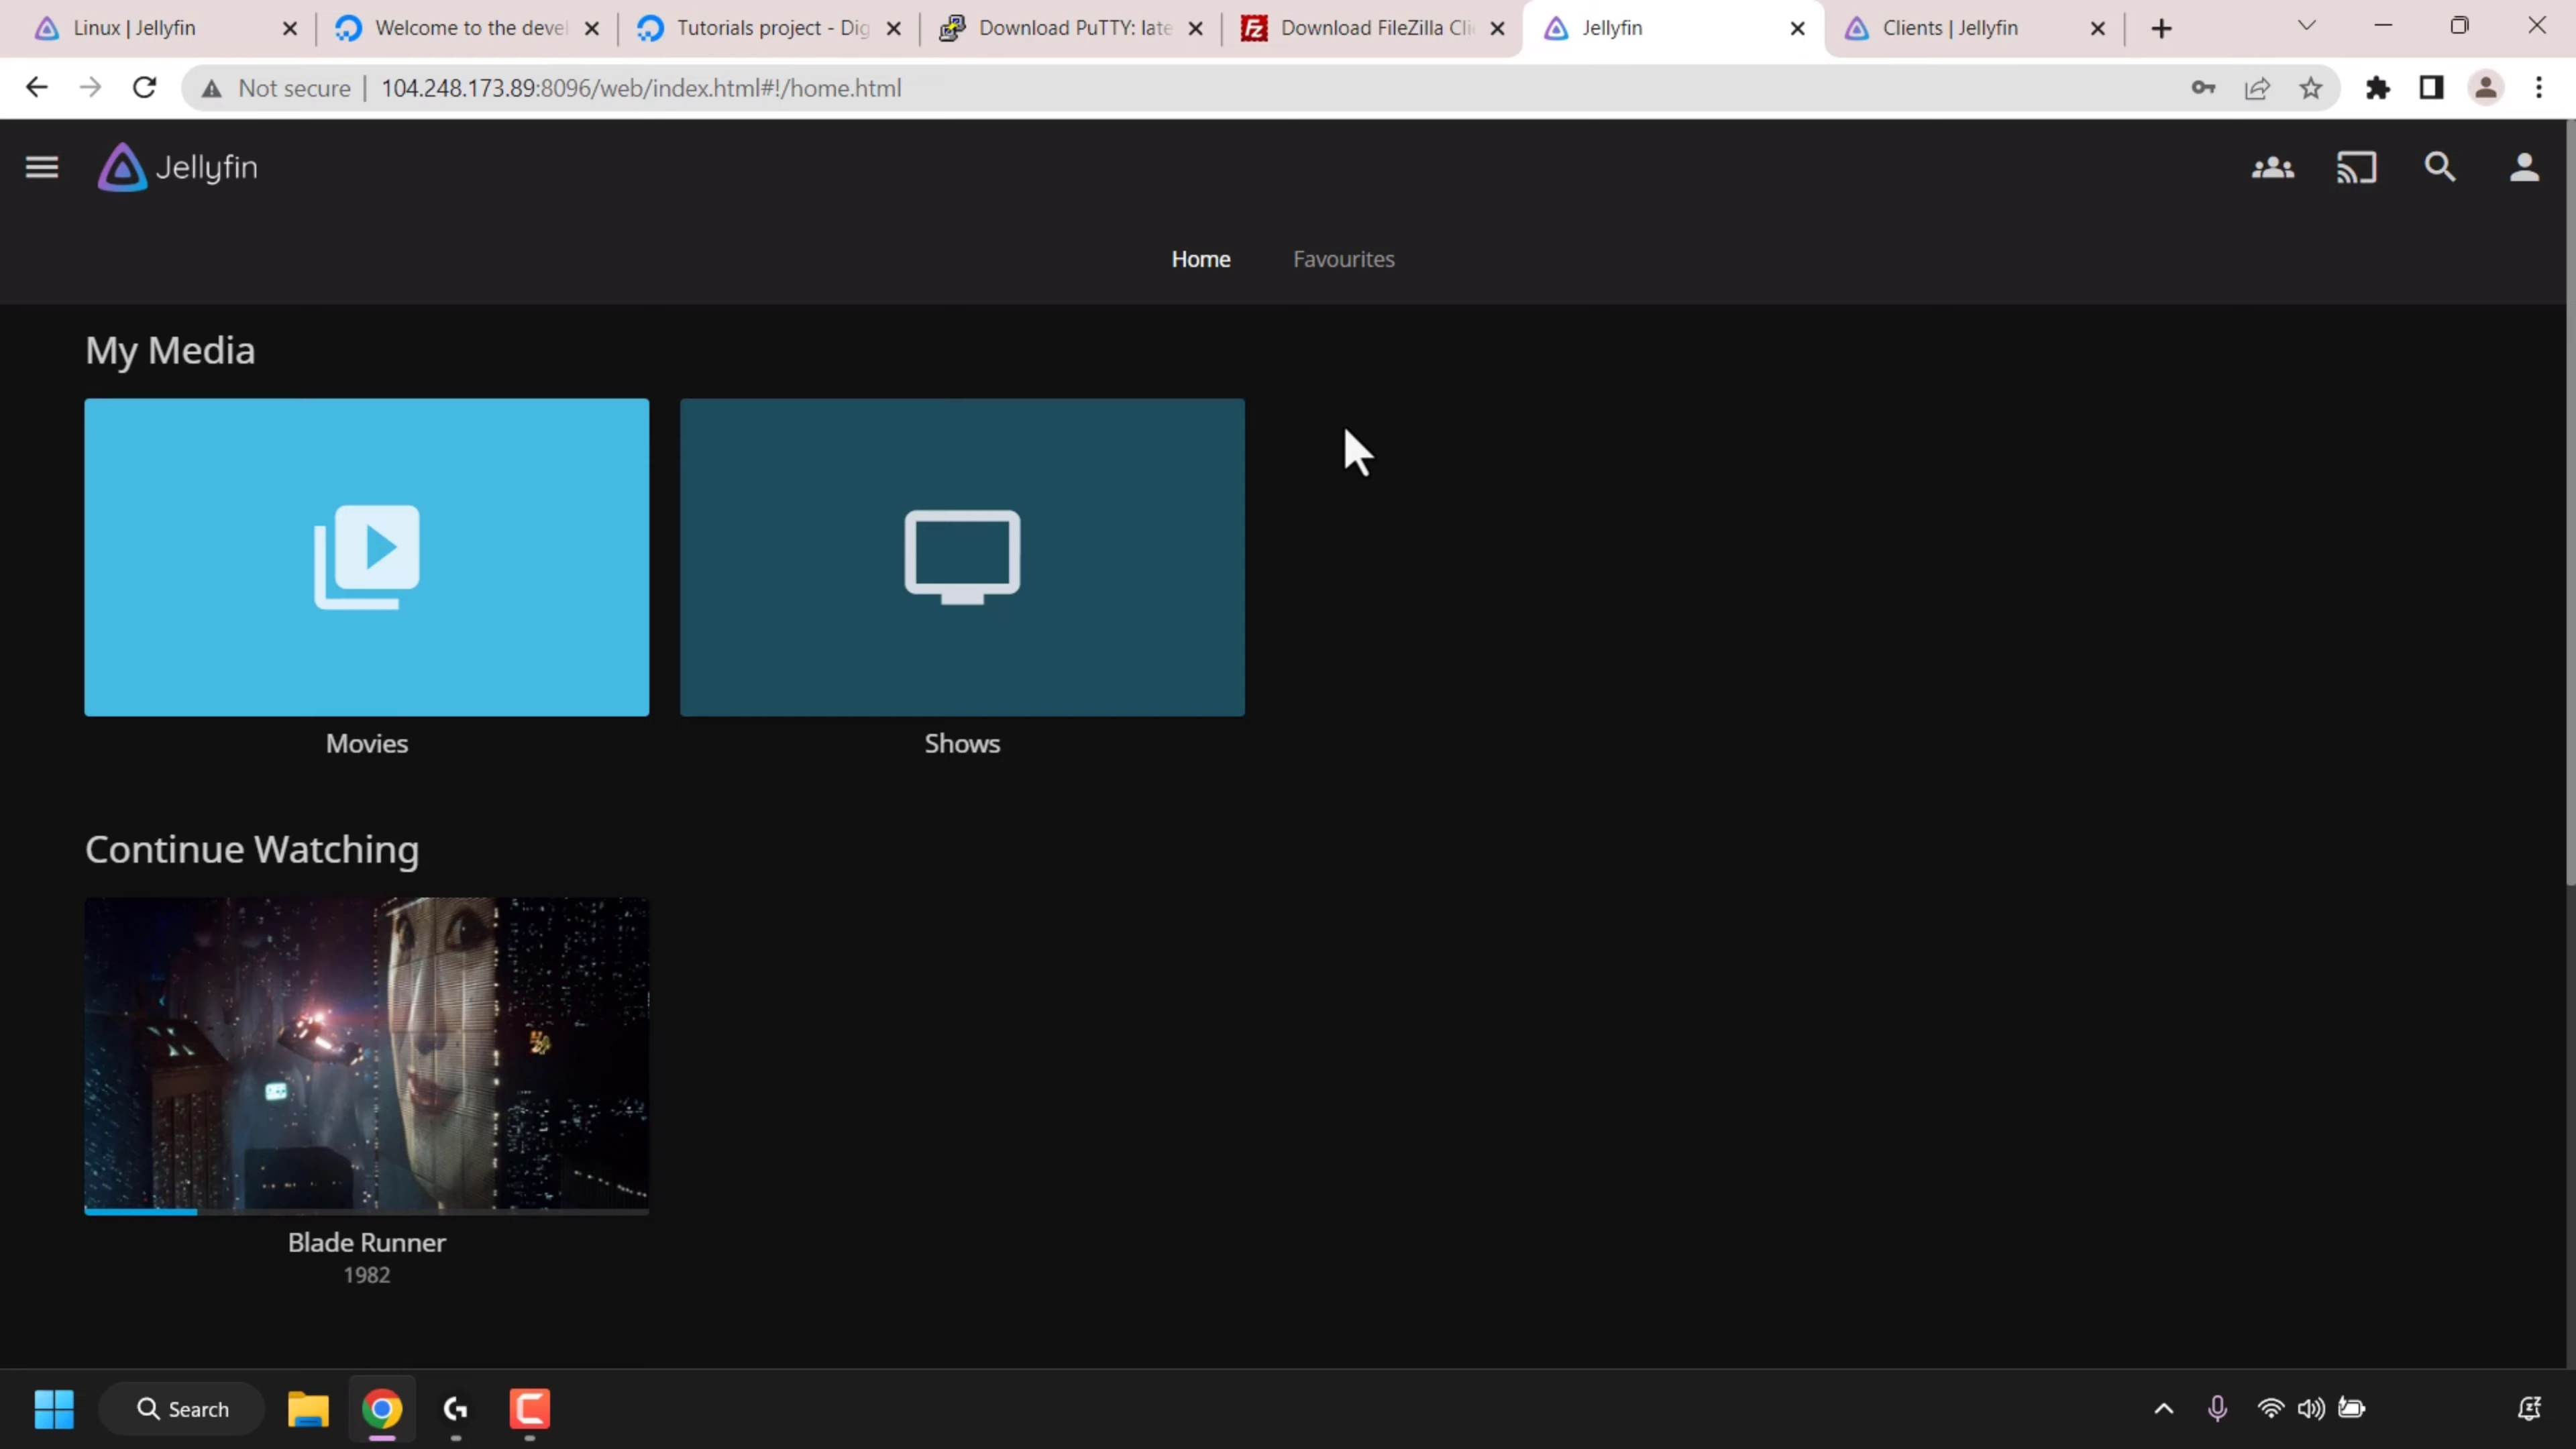 Linux | Jellyfin
Welcome to the devel
Tutorials project - Dig
Download PuTTY: late
Download FileZilla Cli
Jellyfin
Clients | Jellyfin
Not secure | 104.248.173.89:8096/web/index.html#!/home.html
Jellyfin
Home
Favourites
My Media
Movies
Shows
Continue Watching
Blade Runner
1982
Search